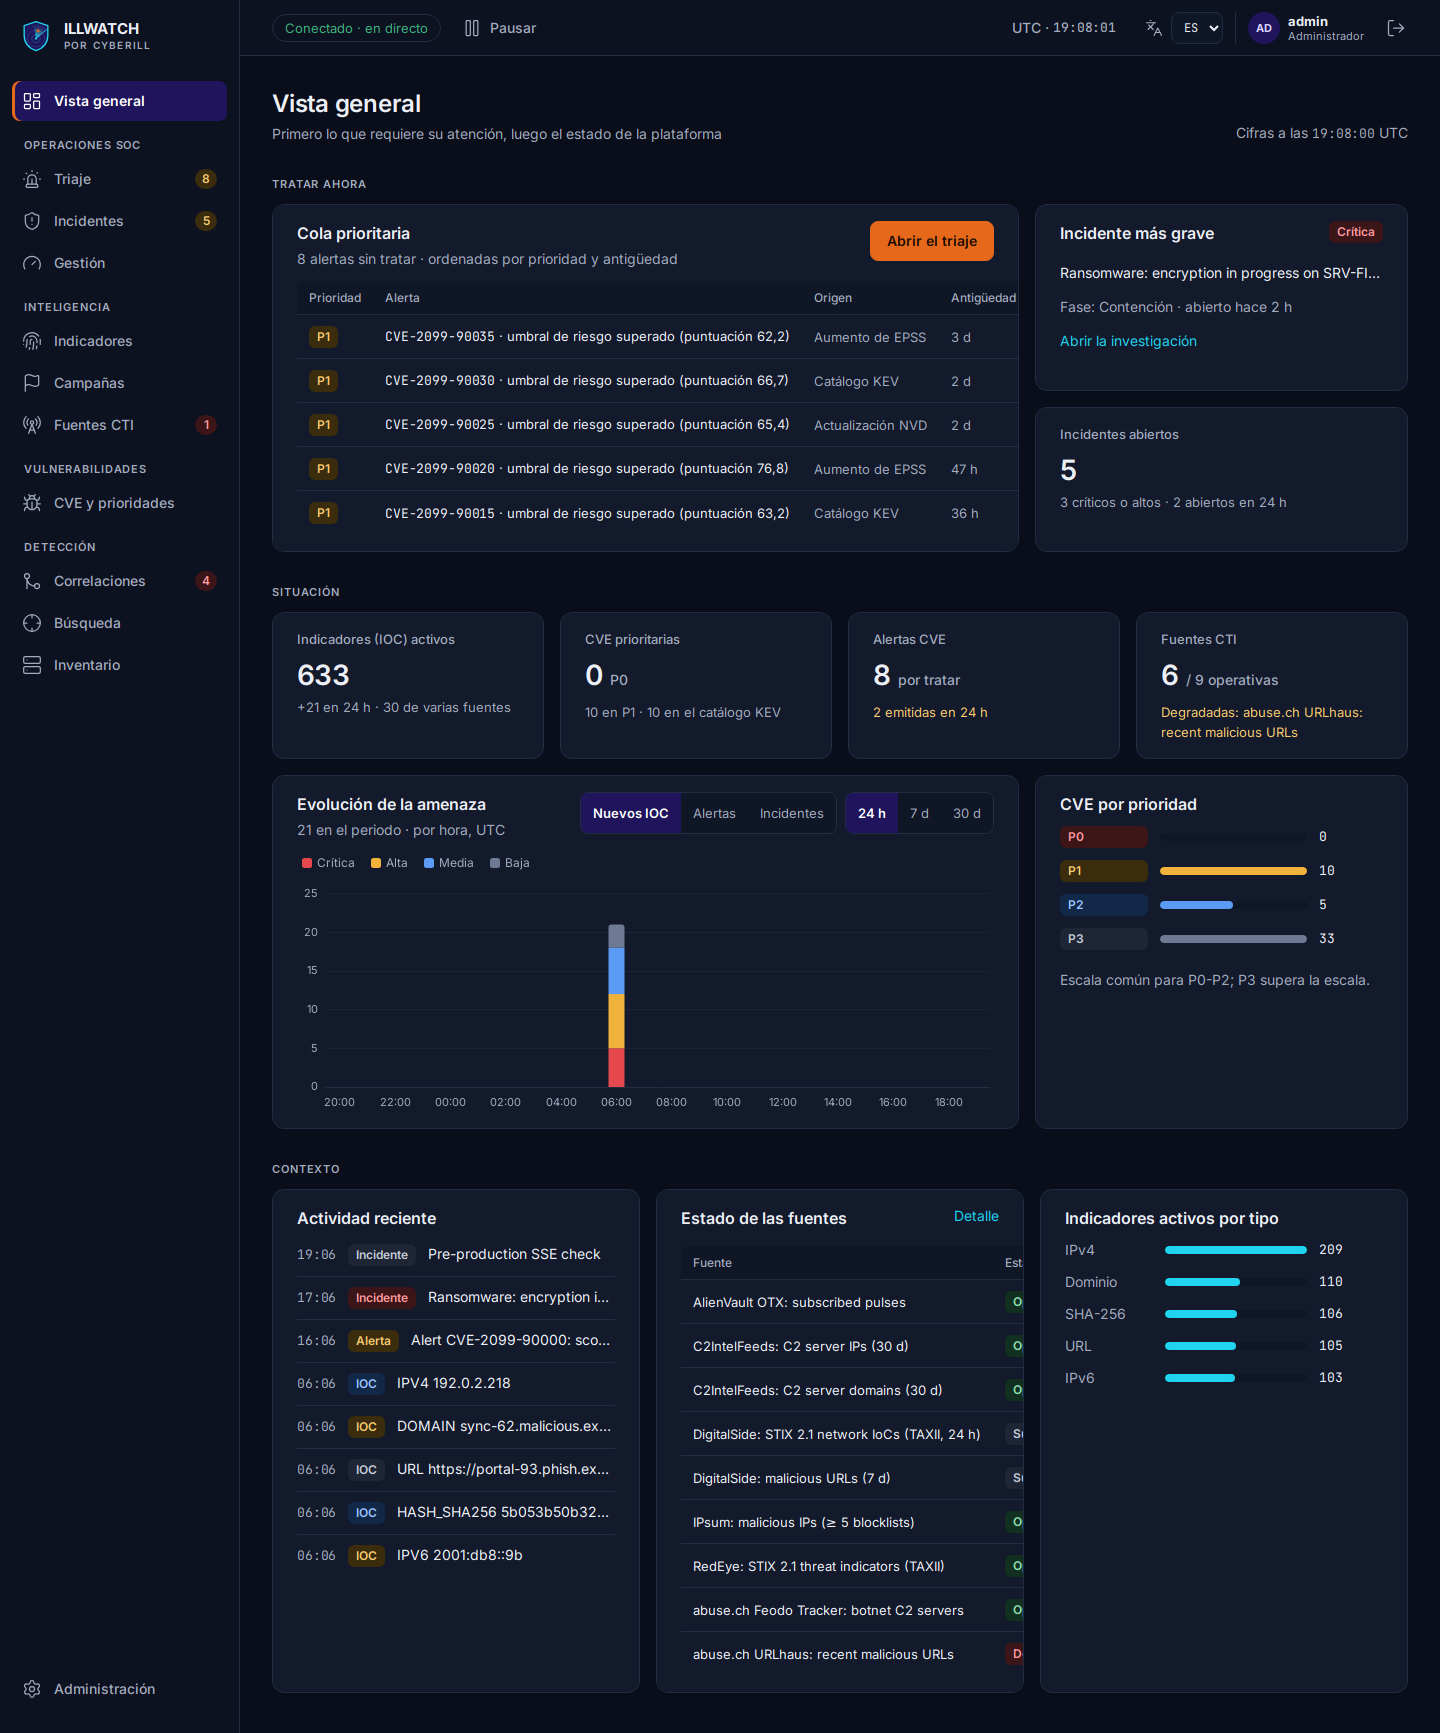 ILLWATCH
POR CYBERILL
Conectado · en directo
Pausar
UTC · 19:08:01
ES
AD
admin
Administrador
Vista general
OPERACIONES SOC
Triaje 8
Incidentes 5
Gestión
INTELIGENCIA
Indicadores
Campañas
Fuentes CTI 1
VULNERABILIDADES
CVE y prioridades
DETECCIÓN
Correlaciones 4
Búsqueda
Inventario
Administración
Vista general
Primero lo que requiere su atención, luego el estado de la plataforma
Cifras a las 19:08:00 UTC
TRATAR AHORA
Cola prioritaria
8 alertas sin tratar · ordenadas por prioridad y antigüedad
Abrir el triaje
Prioridad Alerta Origen Antigüedad
P1 CVE-2099-90035 · umbral de riesgo superado (puntuación 62,2) Aumento de EPSS 3 d
P1 CVE-2099-90030 · umbral de riesgo superado (puntuación 66,7) Catálogo KEV 2 d
P1 CVE-2099-90025 · umbral de riesgo superado (puntuación 65,4) Actualización NVD 2 d
P1 CVE-2099-90020 · umbral de riesgo superado (puntuación 76,8) Aumento de EPSS 47 h
P1 CVE-2099-90015 · umbral de riesgo superado (puntuación 63,2) Catálogo KEV 36 h
Incidente más grave Crítica
Ransomware: encryption in progress on SRV-FI...
Fase: Contención · abierto hace 2 h
Abrir la investigación
Incidentes abiertos
5
3 críticos o altos · 2 abiertos en 24 h
SITUACIÓN
Indicadores (IOC) activos
633
+21 en 24 h · 30 de varias fuentes
CVE prioritarias
0 P0
10 en P1 · 10 en el catálogo KEV
Alertas CVE
8 por tratar
2 emitidas en 24 h
Fuentes CTI
6 / 9 operativas
Degradadas: abuse.ch URLhaus:
recent malicious URLs
Evolución de la amenaza
21 en el periodo · por hora, UTC
Nuevos IOC Alertas Incidentes
24 h 7 d 30 d
Crítica Alta Media Baja
25
20
15
10
5
0
20:00 22:00 00:00 02:00 04:00 06:00 08:00 10:00 12:00 14:00 16:00 18:00
CVE por prioridad
P0 0
P1 10
P2 5
P3 33
Escala común para P0-P2; P3 supera la escala.
CONTEXTO
Actividad reciente
19:06 Incidente Pre-production SSE check
17:06 Incidente Ransomware: encryption i...
16:06 Alerta Alert CVE-2099-90000: sco...
06:06 IOC IPV4 192.0.2.218
06:06 IOC DOMAIN sync-62.malicious.ex...
06:06 IOC URL https://portal-93.phish.ex...
06:06 IOC HASH_SHA256 5b053b50b32...
06:06 IOC IPV6 2001:db8::9b
Estado de las fuentes Detalle
Fuente Est
AlienVault OTX: subscribed pulses
C2IntelFeeds: C2 server IPs (30 d)
C2IntelFeeds: C2 server domains (30 d)
DigitalSide: STIX 2.1 network IoCs (TAXII, 24 h)
DigitalSide: malicious URLs (7 d)
IPsum: malicious IPs (≥ 5 blocklists)
RedEye: STIX 2.1 threat indicators (TAXII)
abuse.ch Feodo Tracker: botnet C2 servers
abuse.ch URLhaus: recent malicious URLs
Indicadores activos por tipo
IPv4 209
Dominio 110
SHA-256 106
URL 105
IPv6 103